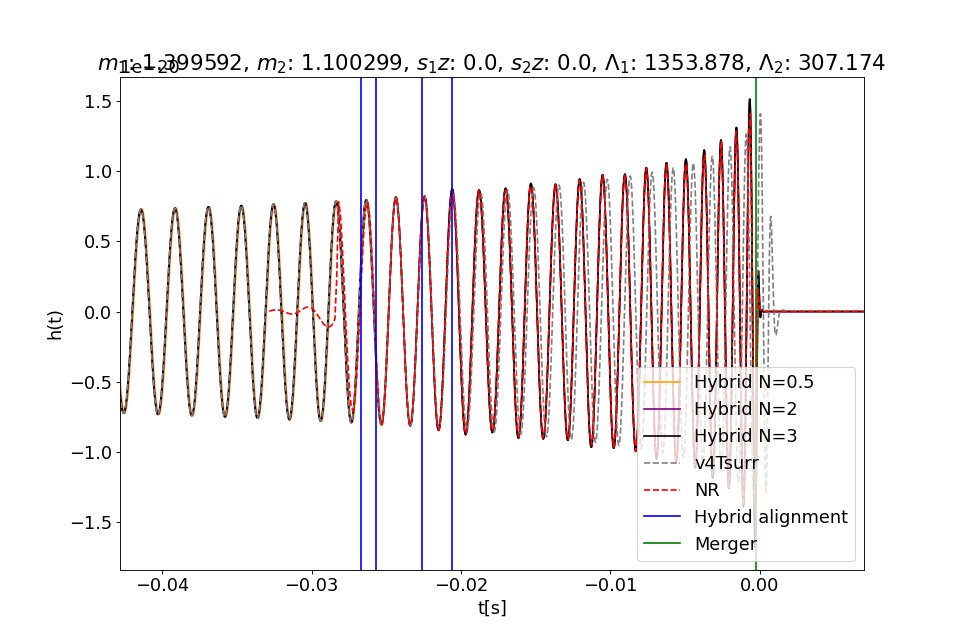 m₁: 1.399592, m₂: 1.100299, s₁z: 0.0, s₂z: 0.0, Λ₁: 1353.878, Λ₂: 307.174
1e−20
1.5
1.0
0.5
0.0
−0.5
−1.0
−1.5
h(t)
Hybrid N=0.5
Hybrid N=2
Hybrid N=3
v4Tsurr
NR
Hybrid alignment
Merger
−0.04
−0.03
−0.02
−0.01
0.00
t[s]